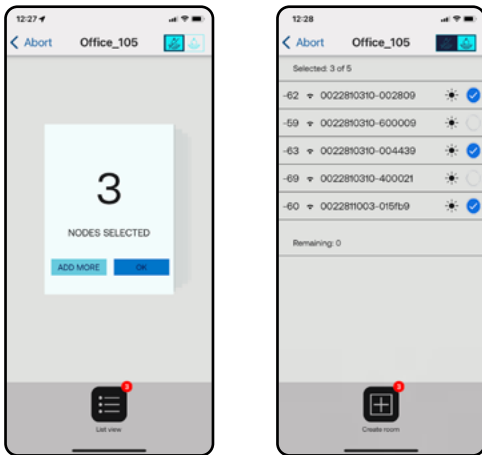 12:27
Abort Office_105
3
NODES SELECTED
ADD MORE OK
3
List view
12:28
Abort Office_105
Selected: 3 of 5
-62 0022810310-002809
-59 0022810310-600009
-63 0022810310-004439
-69 0022810310-400021
-60 0022811003-015fb9
Remaining: 0
3
Create room